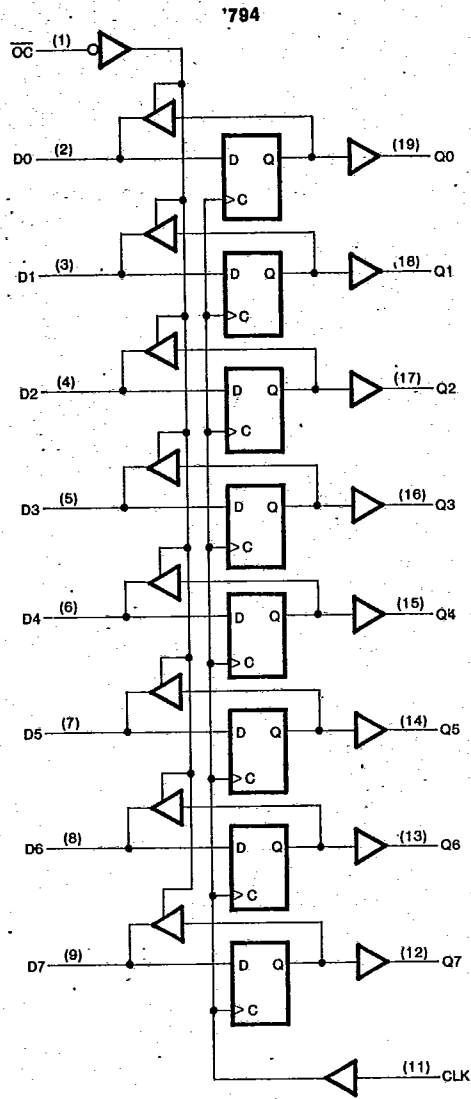 '794
OC (1)
D0 (2) D Q (19) Q0
C
D1 (3) D Q (18) Q1
C
D2 (4) D Q (17) Q2
C
D3 (5) D Q (16) Q3
C
D4 (6) D Q (15) Q4
C
D5 (7) D Q (14) Q5
C
D6 (8) D Q (13) Q6
C
D7 (9) D Q (12) Q7
C
(11) CLK